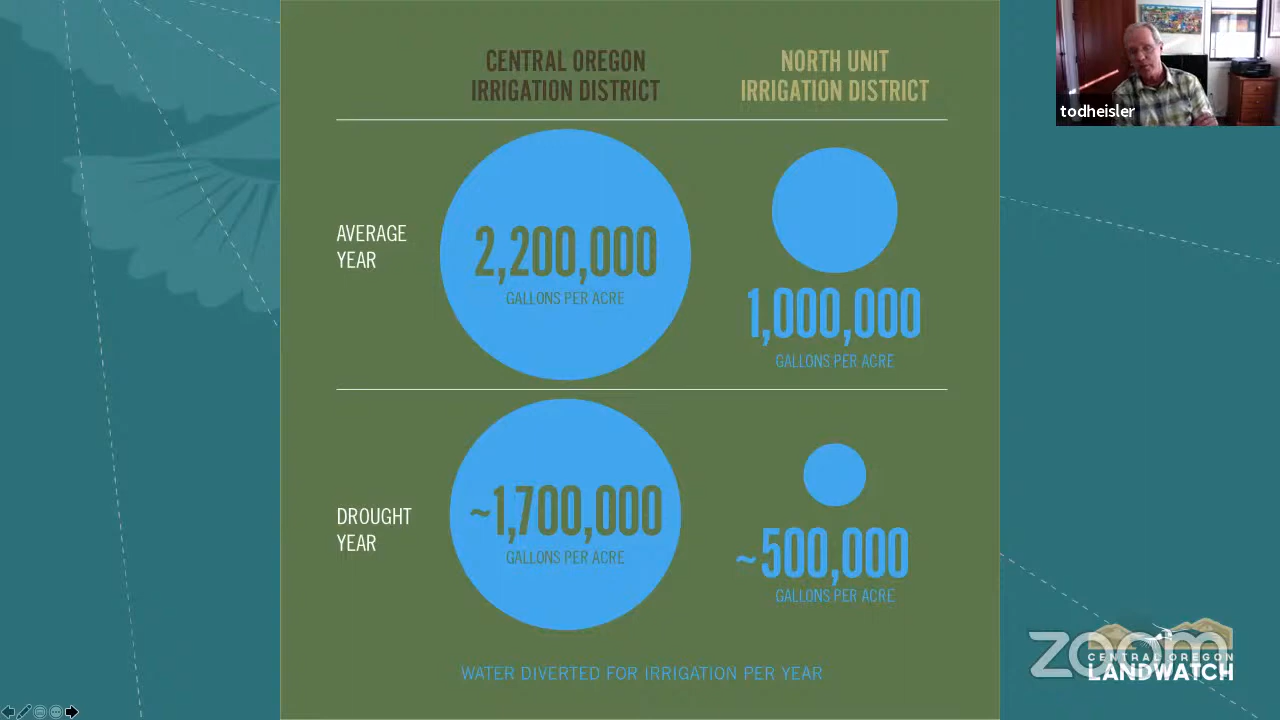 CENTRAL OREGON
IRRIGATION DISTRICT
NORTH UNIT
IRRIGATION DISTRICT
todheisler
AVERAGE
YEAR
2,200,000
GALLONS PER ACRE
1,000,000
GALLONS PER ACRE
DROUGHT
YEAR
~1,700,000
GALLONS PER ACRE
~500,000
GALLONS PER ACRE
WATER DIVERTED FOR IRRIGATION PER YEAR
zoom
CENTRAL OREGON
LANDWATCH